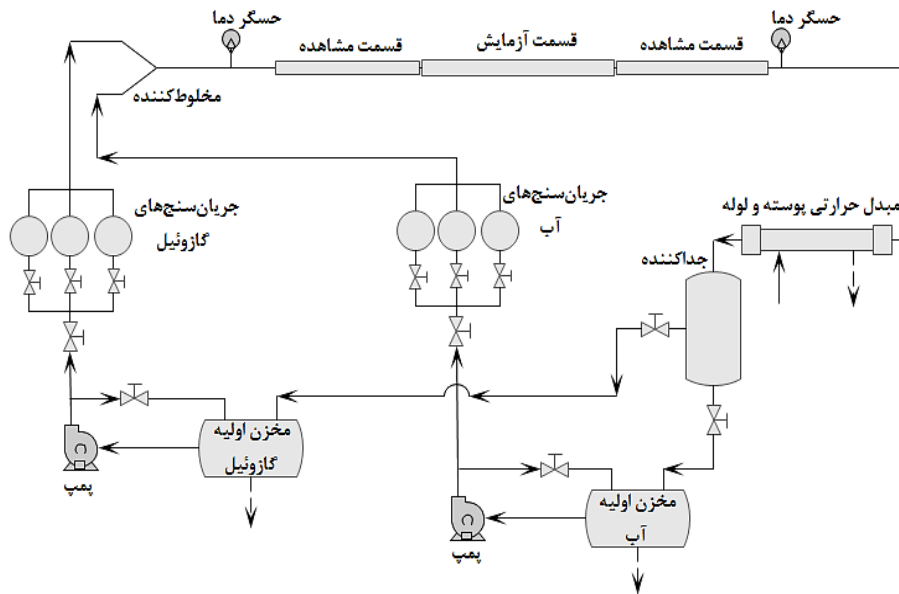 حسگر دما
حسگر دما
قسمت مشاهده
قسمت آزمایش
قسمت مشاهده
مخلوط‌کننده
جریان‌سنج‌های
گازوئیل
جریان‌سنج‌های
آب
مبدل حرارتی پوسته و لوله
جداکننده
مخزن اولیه
گازوئیل
پمپ
مخزن اولیه
آب
پمپ